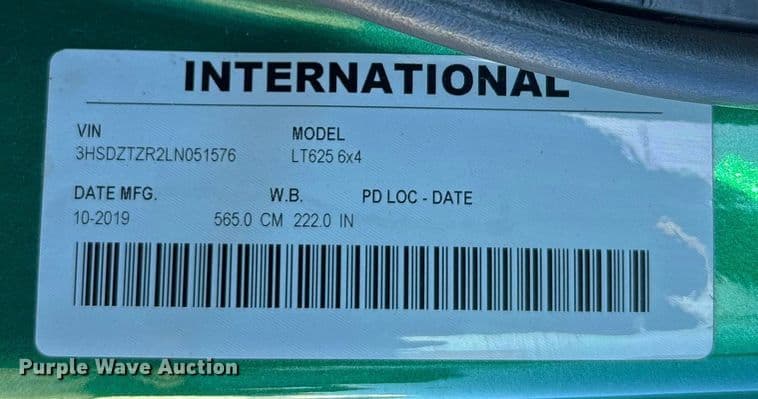 INTERNATIONAL
VIN MODEL
3HSDZTZR2LN051576 LT625 6x4
DATE MFG. W.B. PD LOC - DATE
10-2019 565.0 CM 222.0 IN
Purple Wave Auction